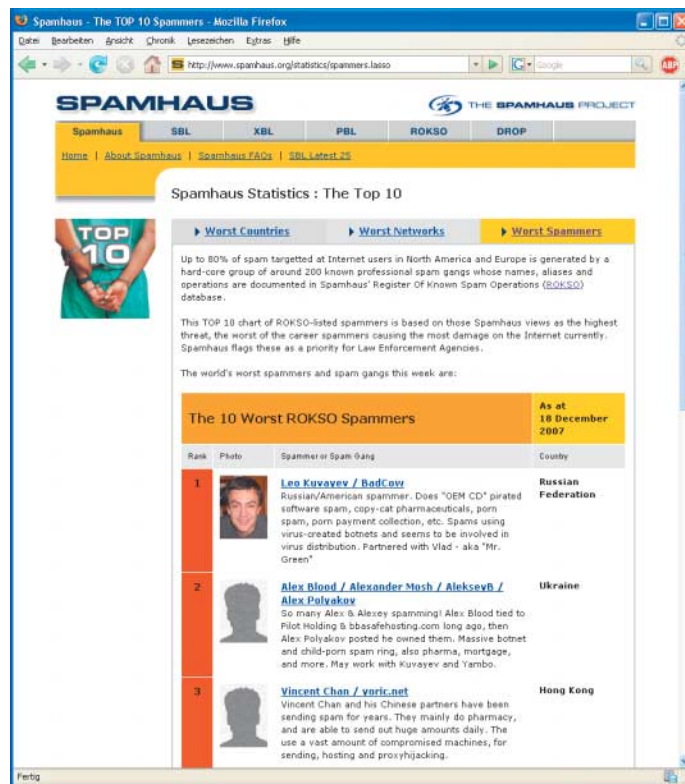 Spamhaus - The TOP 10 Spammers - Mozilla Firefox
Datei Bearbeiten Ansicht Chronik Lesezeichen Extras Hilfe
http://www.spamhaus.org/statistics/spammers.lasso
Google
ABP
SPAMHAUS
THE SPAMHAUS PROJECT
Spamhaus SBL XBL PBL ROKSO DROP
Home | About Spamhaus | Spamhaus FAQs | SBL Latest 25
Spamhaus Statistics : The Top 10
TOP
10
Worst Countries Worst Networks Worst Spammers
Up to 80% of spam targetted at Internet users in North America and Europe is generated by a
hard-core group of around 200 known professional spam gangs whose names, aliases and
operations are documented in Spamhaus' Register Of Known Spam Operations (ROKSO)
database.
This TOP 10 chart of ROKSO-listed spammers is based on those Spamhaus views as the highest
threat, the worst of the career spammers causing the most damage on the Internet currently.
Spamhaus flags these as a priority for Law Enforcement Agencies.
The world's worst spammers and spam gangs this week are:
The 10 Worst ROKSO Spammers
As at
18 December
2007
Rank Photo Spammer or Spam Gang Country
1
Leo Kuvayev / BadCow
Russian/American spammer. Does "OEM CD" pirated
software spam, copy-cat pharmaceuticals, porn
spam, porn payment collection, etc. Spams using
virus-created botnets and seems to be involved in
virus distribution. Partnered with Vlad - aka "Mr.
Green"
Russian
Federation
2
Alex Blood / Alexander Mosh / AlekseyB /
Alex Polyakov
So many Alex & Alexey spamming! Alex Blood tied to
Pilot Holding & bbasafehosting.com long ago, then
Alex Polyakov posted he owned them. Massive botnet
and child-porn spam ring, also pharma, mortgage,
and more. May work with Kuvayev and Yambo.
Ukraine
3
Vincent Chan / yoric.net
Vincent Chan and his Chinese partners have been
sending spam for years. They mainly do pharmacy,
and are able to send out huge amounts daily. The
use a vast amount of compromised machines, for
sending, hosting and proxyhijacking.
Hong Kong
Fertig